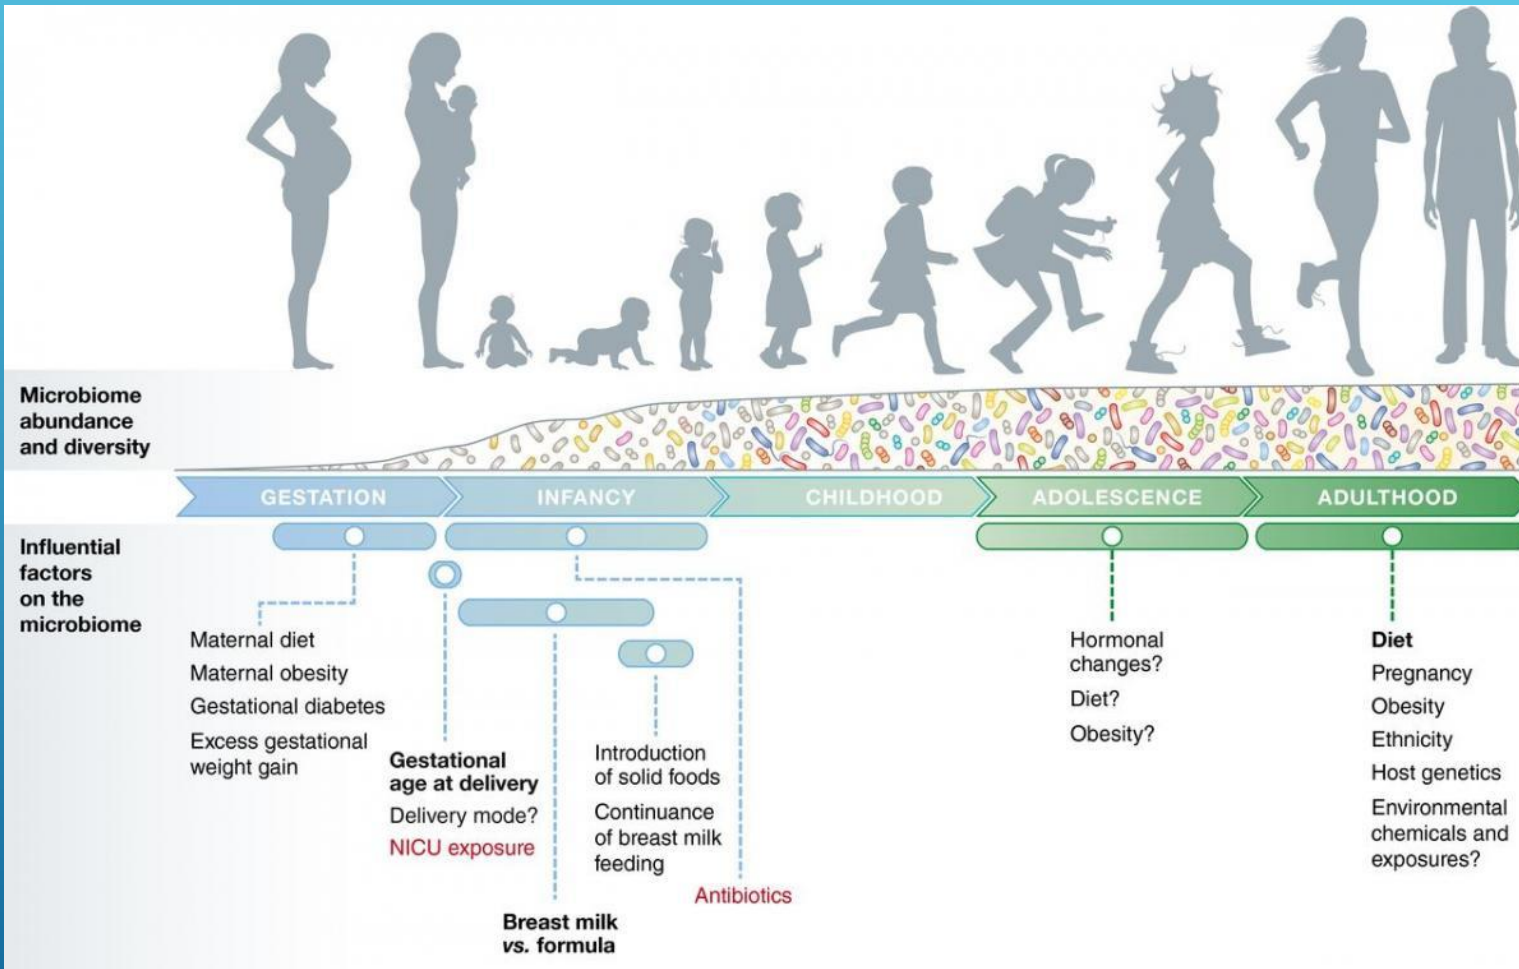 Microbiome
abundance
and diversity
GESTATION
INFANCY
CHILDHOOD
ADOLESCENCE
ADULTHOOD
Influential
factors
on the
microbiome
Maternal diet
Maternal obesity
Gestational diabetes
Excess gestational
weight gain
Gestational
age at delivery
Delivery mode?
NICU exposure
Breast milk
vs. formula
Introduction
of solid foods
Continuance
of breast milk
feeding
Antibiotics
Hormonal
changes?
Diet?
Obesity?
Diet
Pregnancy
Obesity
Ethnicity
Host genetics
Environmental
chemicals and
exposures?